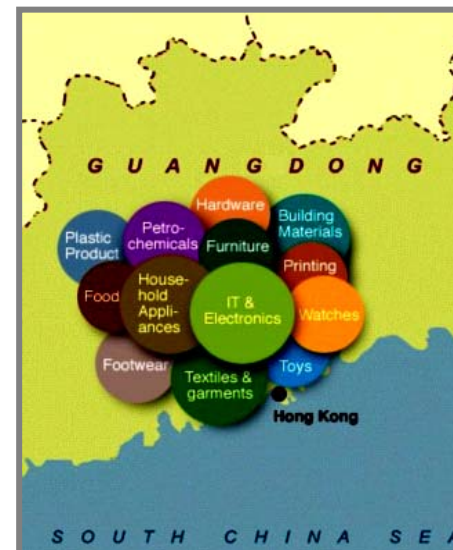 GUANGDONG
Hardware
Building
Materials
Petro-
chemicals
Plastic
Product
Furniture
Printing
House-
hold
Appli-
ances
Food
IT &
Electronics
Watches
Footwear
Toys
Textiles &
garments
Hong Kong
SOUTH CHINA SEA